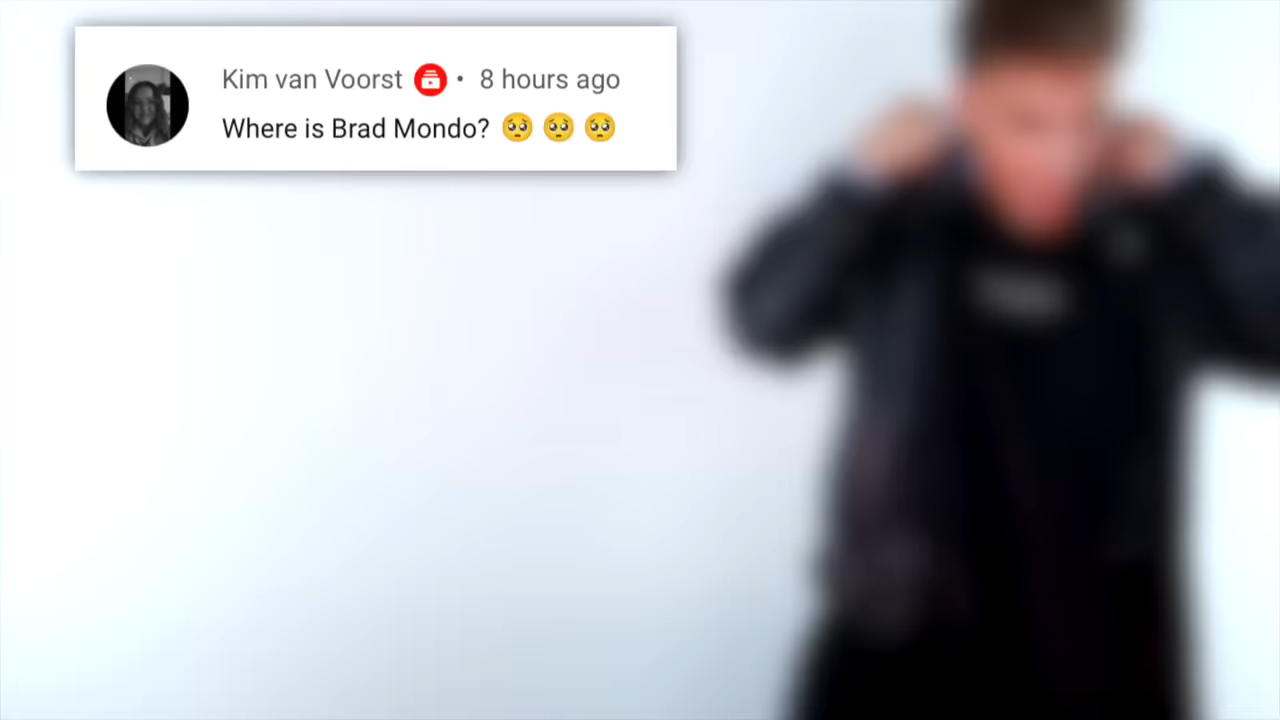 Kim van Voorst • 8 hours ago
Where is Brad Mondo? 🥺 🥺 🥺